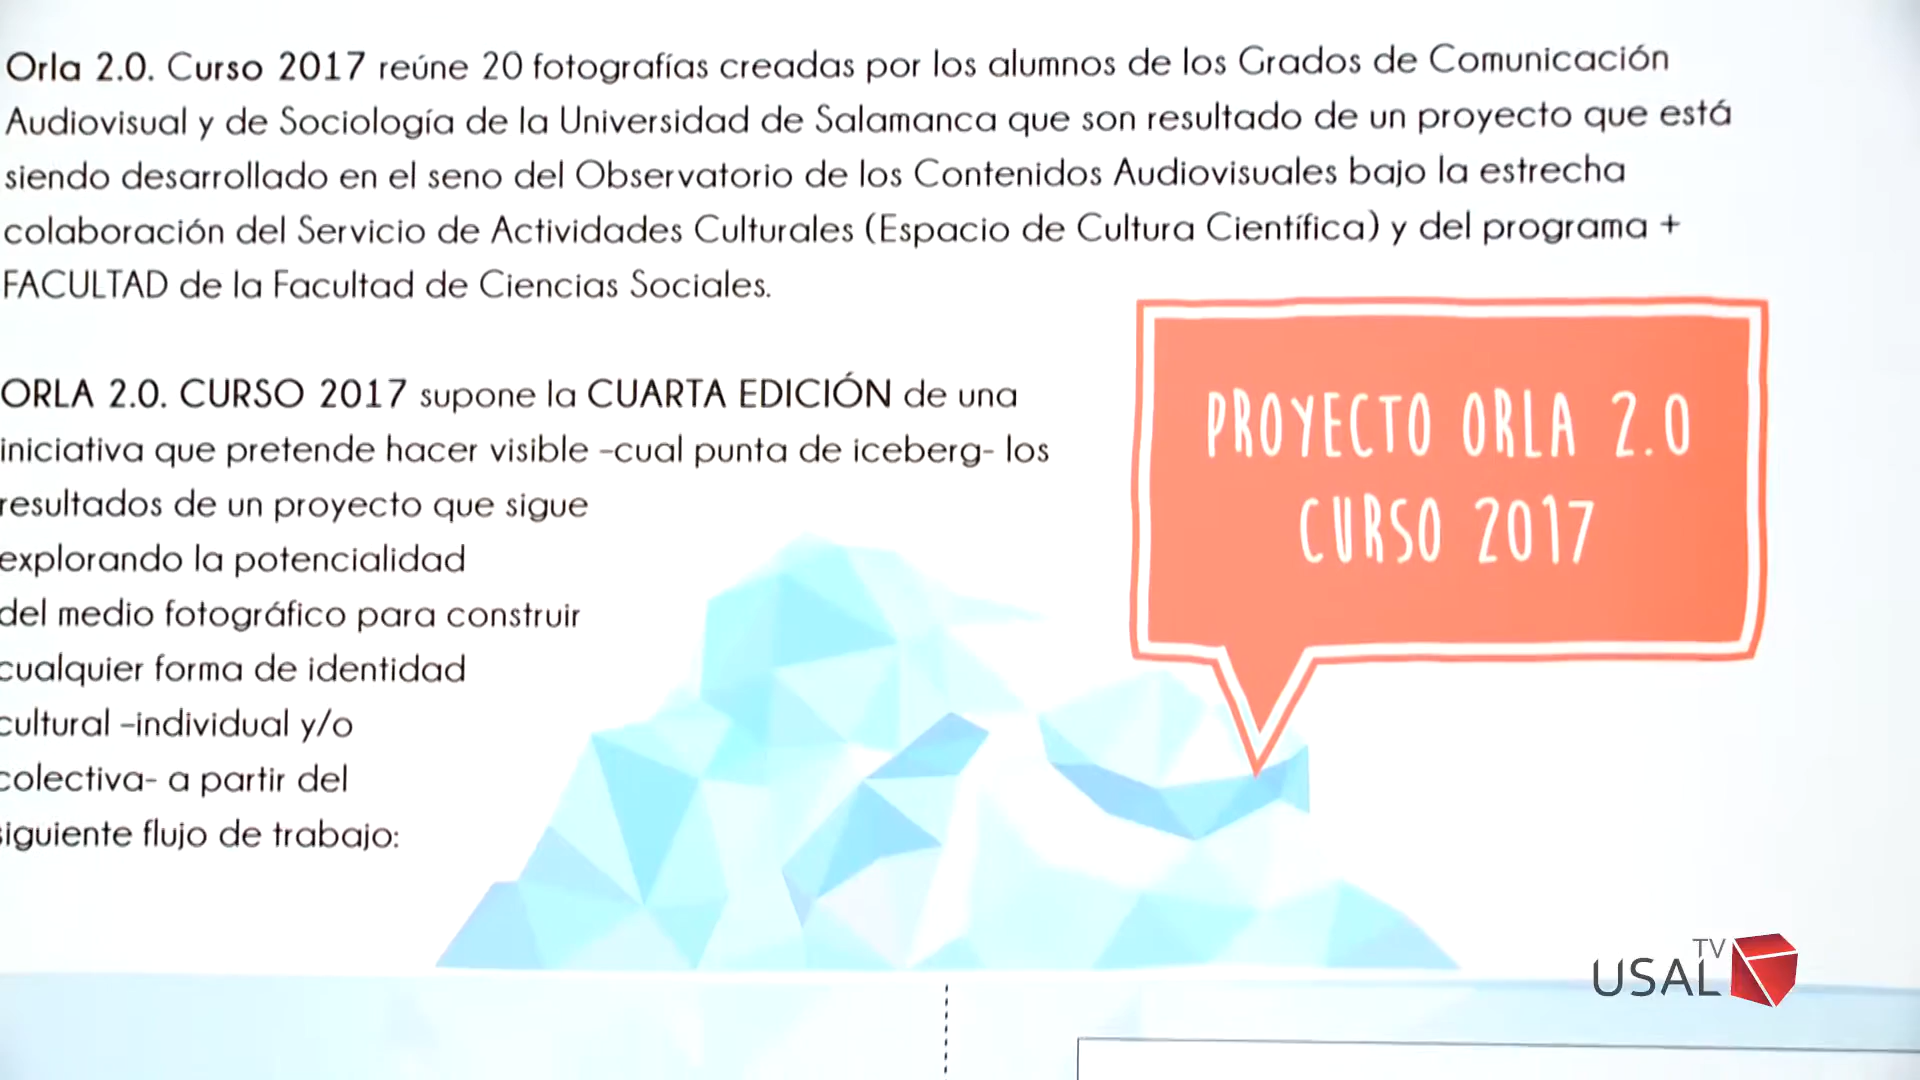 Orla 2.0. Curso 2017 reúne 20 fotografías creadas por los alumnos de los Grados de Comunicación
Audiovisual y de Sociología de la Universidad de Salamanca que son resultado de un proyecto que está
siendo desarrollado en el seno del Observatorio de los Contenidos Audiovisuales bajo la estrecha
colaboración del Servicio de Actividades Culturales (Espacio de Cultura Científica) y del programa +
FACULTAD de la Facultad de Ciencias Sociales.
ORLA 2.0. CURSO 2017 supone la CUARTA EDICIÓN de una
iniciativa que pretende hacer visible –cual punta de iceberg- los
resultados de un proyecto que sigue
explorando la potencialidad
del medio fotográfico para construir
cualquier forma de identidad
cultural –individual y/o
colectiva- a partir del
siguiente flujo de trabajo:
PROYECTO ORLA 2.0
CURSO 2017
TV
USAL